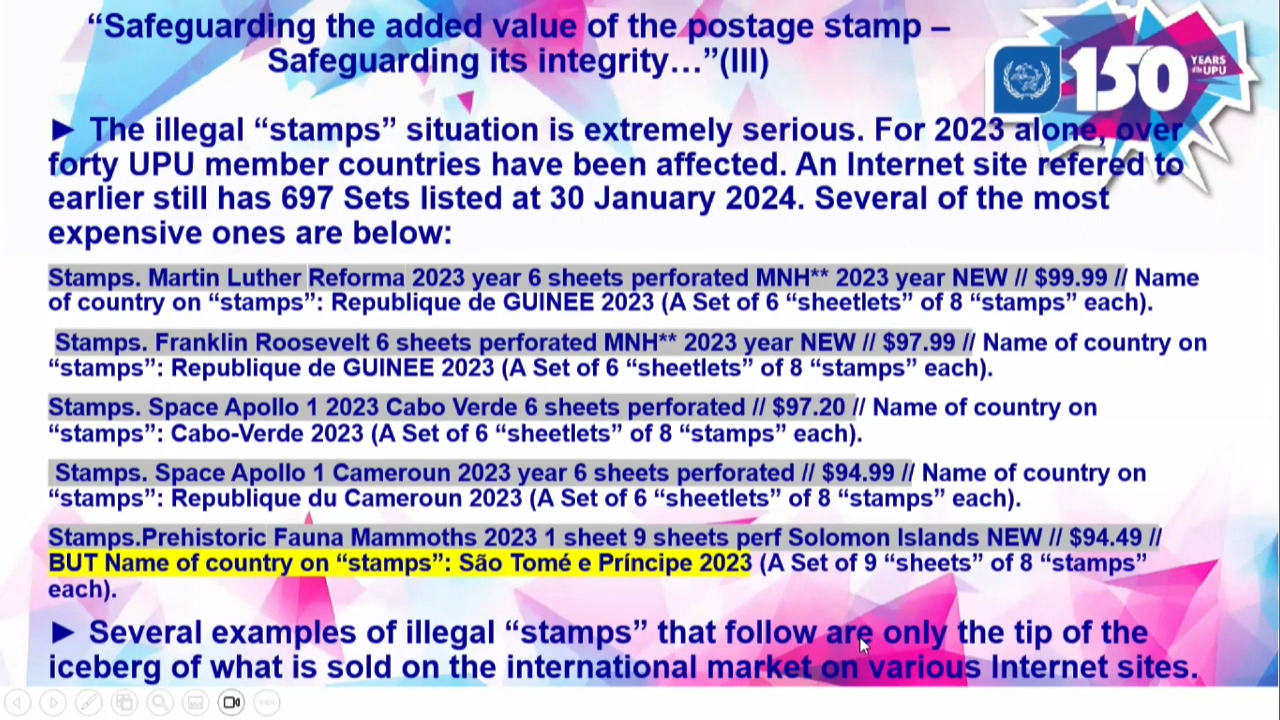 “Safeguarding the added value of the postage stamp –
Safeguarding its integrity…”(III)
150
YEARS
of the UPU
► The illegal “stamps” situation is extremely serious. For 2023 alone, over
forty UPU member countries have been affected. An Internet site refered to
earlier still has 697 Sets listed at 30 January 2024. Several of the most
expensive ones are below:
Stamps. Martin Luther Reforma 2023 year 6 sheets perforated MNH** 2023 year NEW // $99.99 // Name
of country on “stamps”: Republique de GUINEE 2023 (A Set of 6 “sheetlets” of 8 “stamps” each).
Stamps. Franklin Roosevelt 6 sheets perforated MNH** 2023 year NEW // $97.99 // Name of country on
“stamps”: Republique de GUINEE 2023 (A Set of 6 “sheetlets” of 8 “stamps” each).
Stamps. Space Apollo 1 2023 Cabo Verde 6 sheets perforated // $97.20 // Name of country on
“stamps”: Cabo-Verde 2023 (A Set of 6 “sheetlets” of 8 “stamps” each).
Stamps. Space Apollo 1 Cameroun 2023 year 6 sheets perforated // $94.99 // Name of country on
“stamps”: Republique du Cameroun 2023 (A Set of 6 “sheetlets” of 8 “stamps” each).
Stamps.Prehistoric Fauna Mammoths 2023 1 sheet 9 sheets perf Solomon Islands NEW // $94.49 //
BUT Name of country on “stamps”: São Tomé e Príncipe 2023 (A Set of 9 “sheets” of 8 “stamps”
each).
► Several examples of illegal “stamps” that follow are only the tip of the
iceberg of what is sold on the international market on various Internet sites.